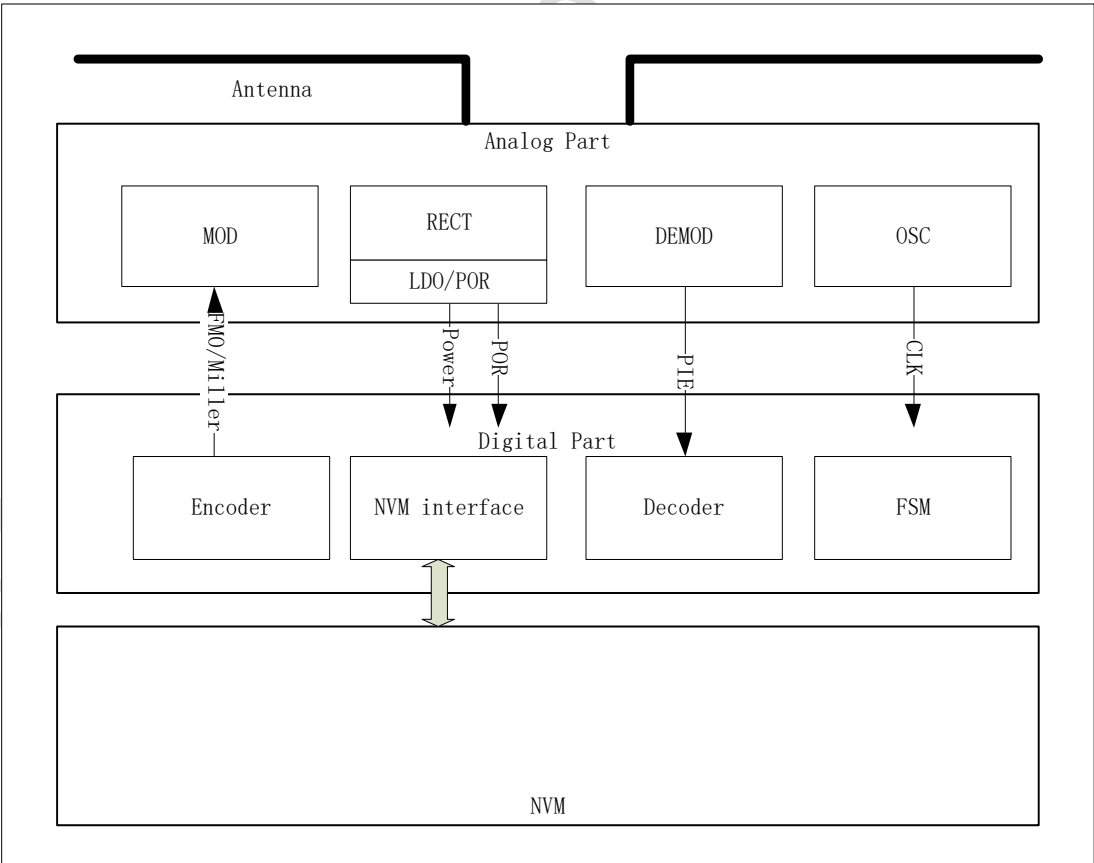 Antenna
Analog Part
MOD
RECT
DEMOD
OSC
LDO/POR
FM0/Miller
Power
POR
PIE
CLK
Digital Part
Encoder
NVM interface
Decoder
FSM
NVM